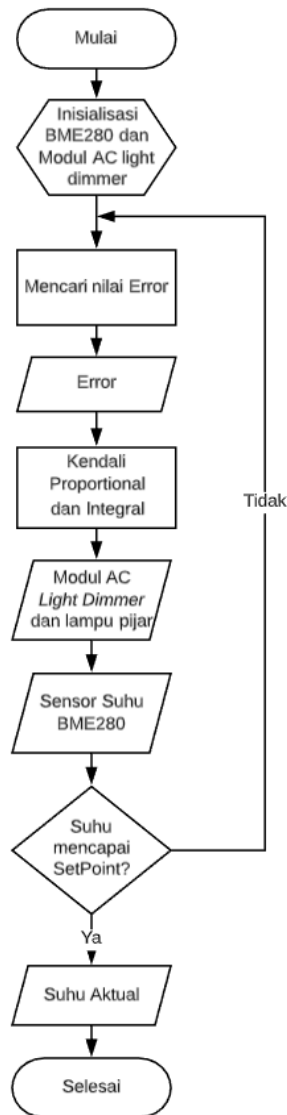 Mulai
Inisialisasi
BME280 dan
Modul AC light
dimmer
Mencari nilai Error
Error
Kendali
Proportional
dan Integral
Tidak
Modul AC
Light Dimmer
dan lampu pijar
Sensor Suhu
BME280
Suhu
mencapai
SetPoint?
Ya
Suhu Aktual
Selesai